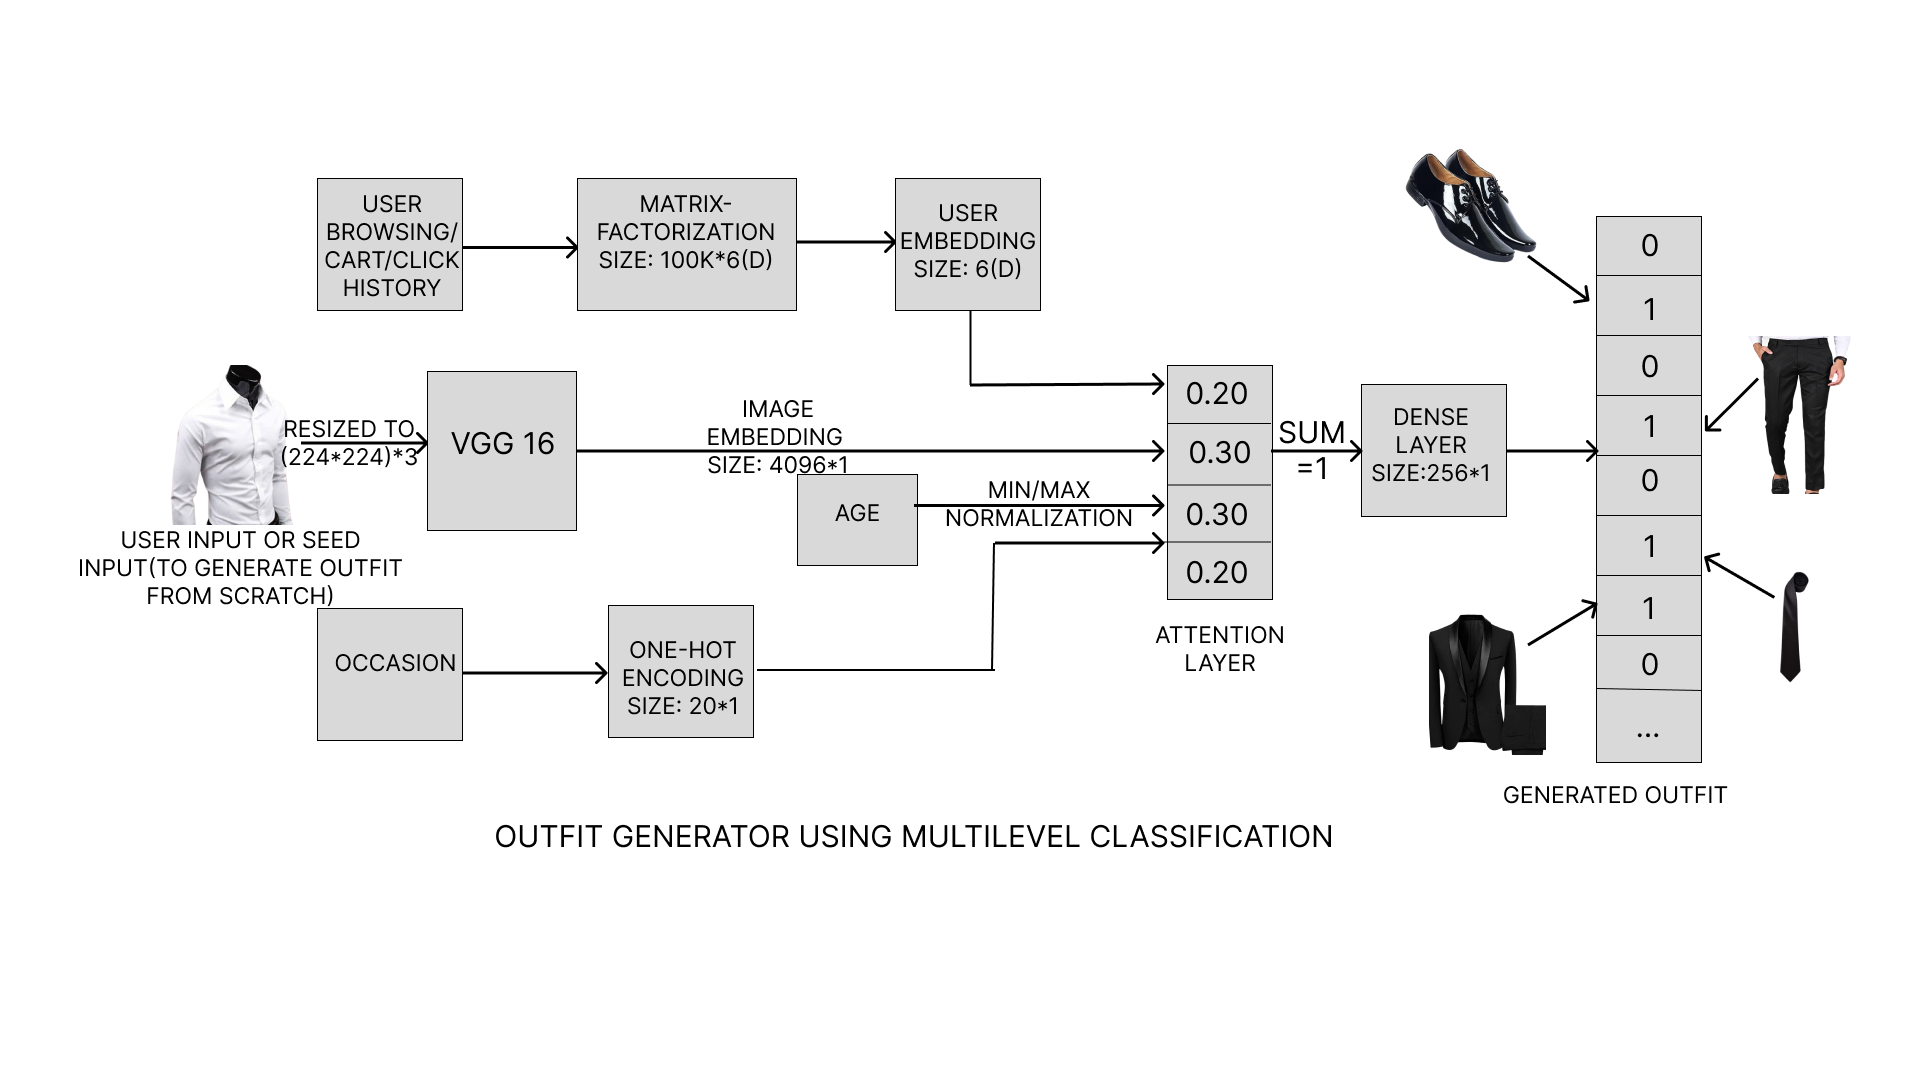 USER
BROWSING/
CART/CLICK
HISTORY
MATRIX-
FACTORIZATION
SIZE: 100K*6(D)
USER
EMBEDDING
SIZE: 6(D)
RESIZED TO
(224*224)*3
VGG 16
IMAGE
EMBEDDING
SIZE: 4096*1
AGE
MIN/MAX
NORMALIZATION
USER INPUT OR SEED
INPUT(TO GENERATE OUTFIT
FROM SCRATCH)
OCCASION
ONE-HOT
ENCODING
SIZE: 20*1
0.20
0.30
0.30
0.20
ATTENTION
LAYER
SUM
=1
DENSE
LAYER
SIZE:256*1
0
1
0
1
0
1
1
0
...
GENERATED OUTFIT
OUTFIT GENERATOR USING MULTILEVEL CLASSIFICATION